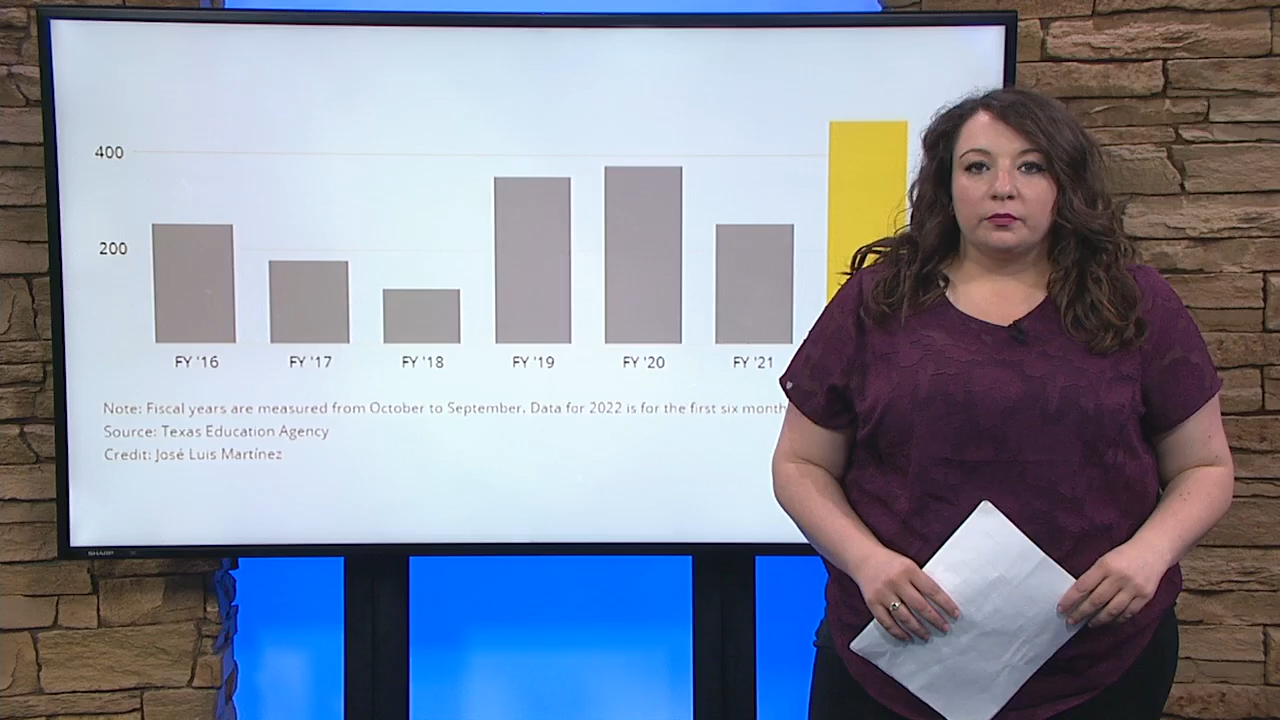 400
200
FY '16 FY '17 FY '18 FY '19 FY '20 FY '21
Note: Fiscal years are measured from October to September. Data for 2022 is for the first six month
Source: Texas Education Agency
Credit: José Luis Martínez
SHARP